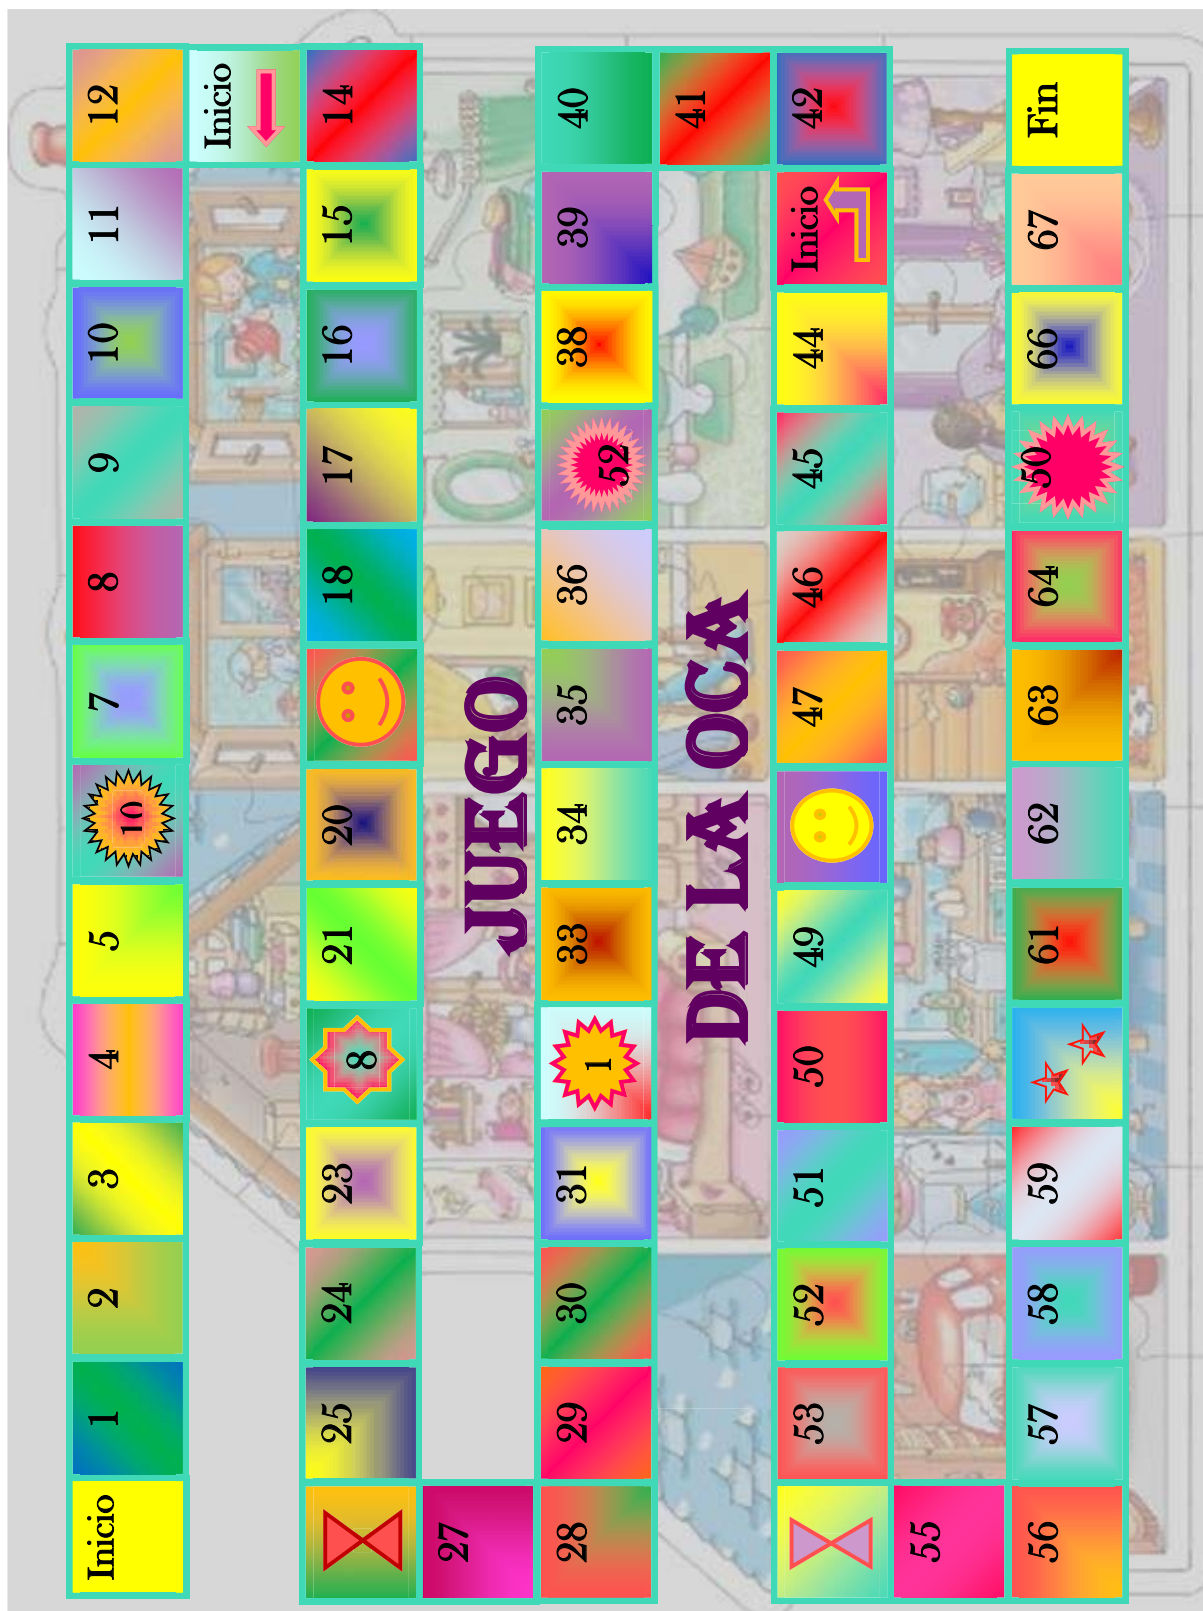 Inicio 1 2 3 4 5 10 7 8 9 10 11 12
Inicio
25 24 23 8 21 20 18 17 16 15 14
27 JUEGO
28 29 30 31 1 33 34 35 36 52 38 39 40
DE LA OCA 41
53 52 51 50 49 47 46 45 44 Inicio 42
55
56 57 58 59 61 62 63 64 50 66 67 Fin